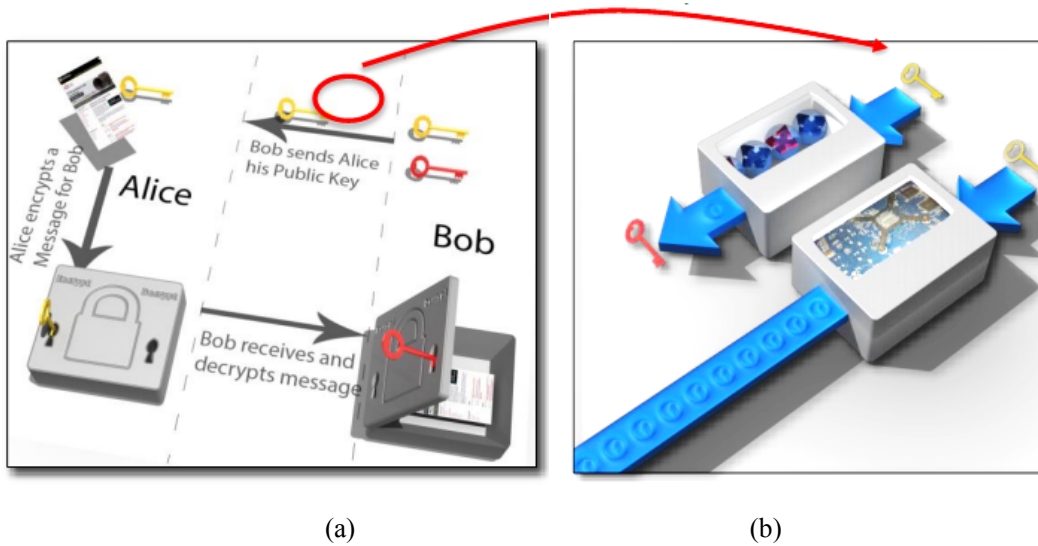 Alice encrypts a
Message for Bob
Alice
Bob sends Alice
his Public Key
Bob
Bob receives and
decrypts message
(a)
(b)